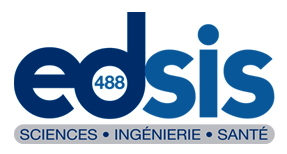 edsis
488
SCIENCES • INGÉNIERIE • SANTÉ